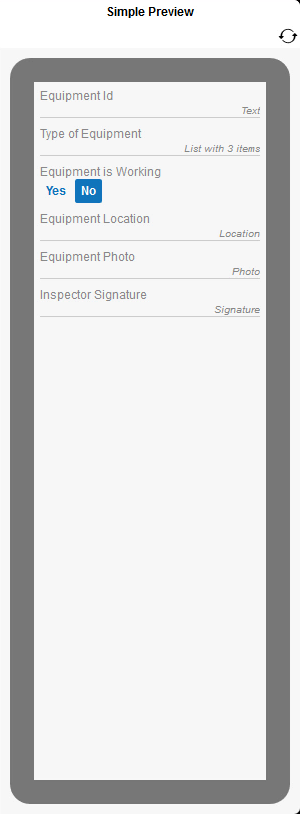 Simple Preview
Equipment Id
Text
Type of Equipment
List with 3 items
Equipment is Working
Yes No
Equipment Location
Location
Equipment Photo
Photo
Inspector Signature
Signature